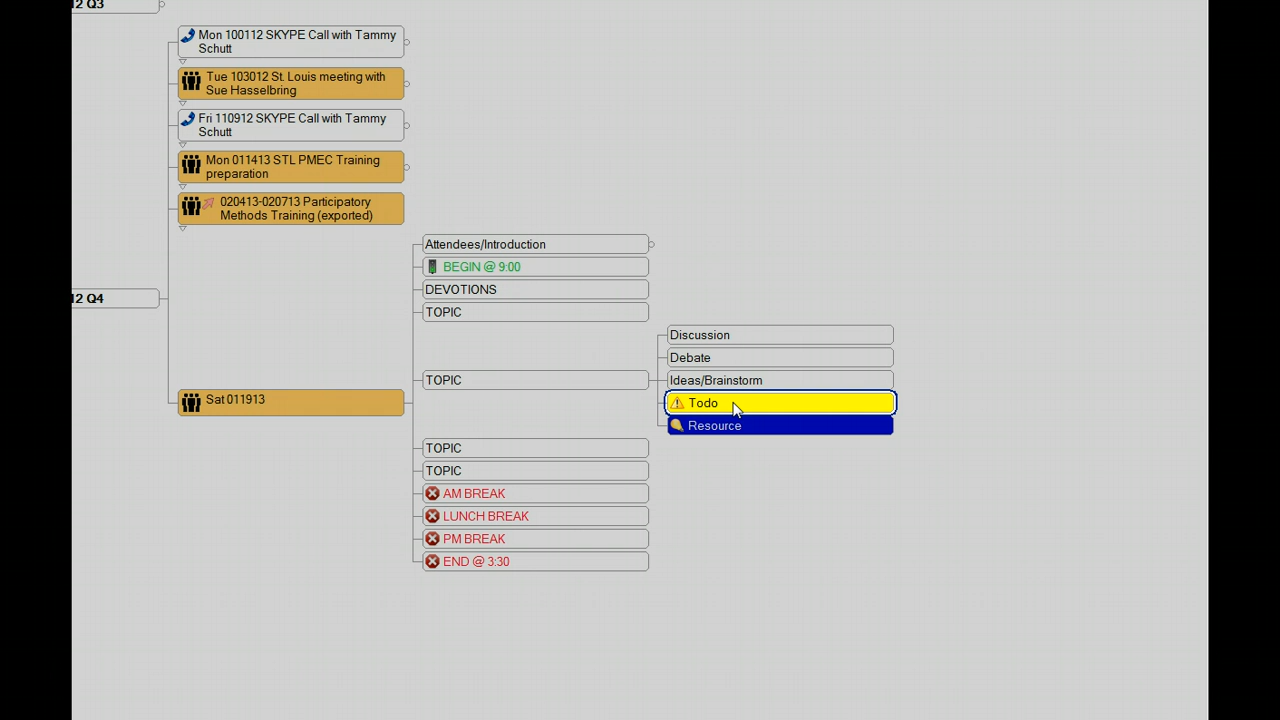 12 Q3
Mon 100112 SKYPE Call with Tammy
Schutt
Tue 103012 St. Louis meeting with
Sue Hasselbring
Fri 110912 SKYPE Call with Tammy
Schutt
Mon 011413 STL PMEC Training
preparation
020413-020713 Participatory
Methods Training (exported)
12 Q4
Sat 011913
Attendees/Introduction
BEGIN @ 9:00
DEVOTIONS
TOPIC
TOPIC
Discussion
Debate
Ideas/Brainstorm
Todo
Resource
TOPIC
TOPIC
AM BREAK
LUNCH BREAK
PM BREAK
END @ 3:30